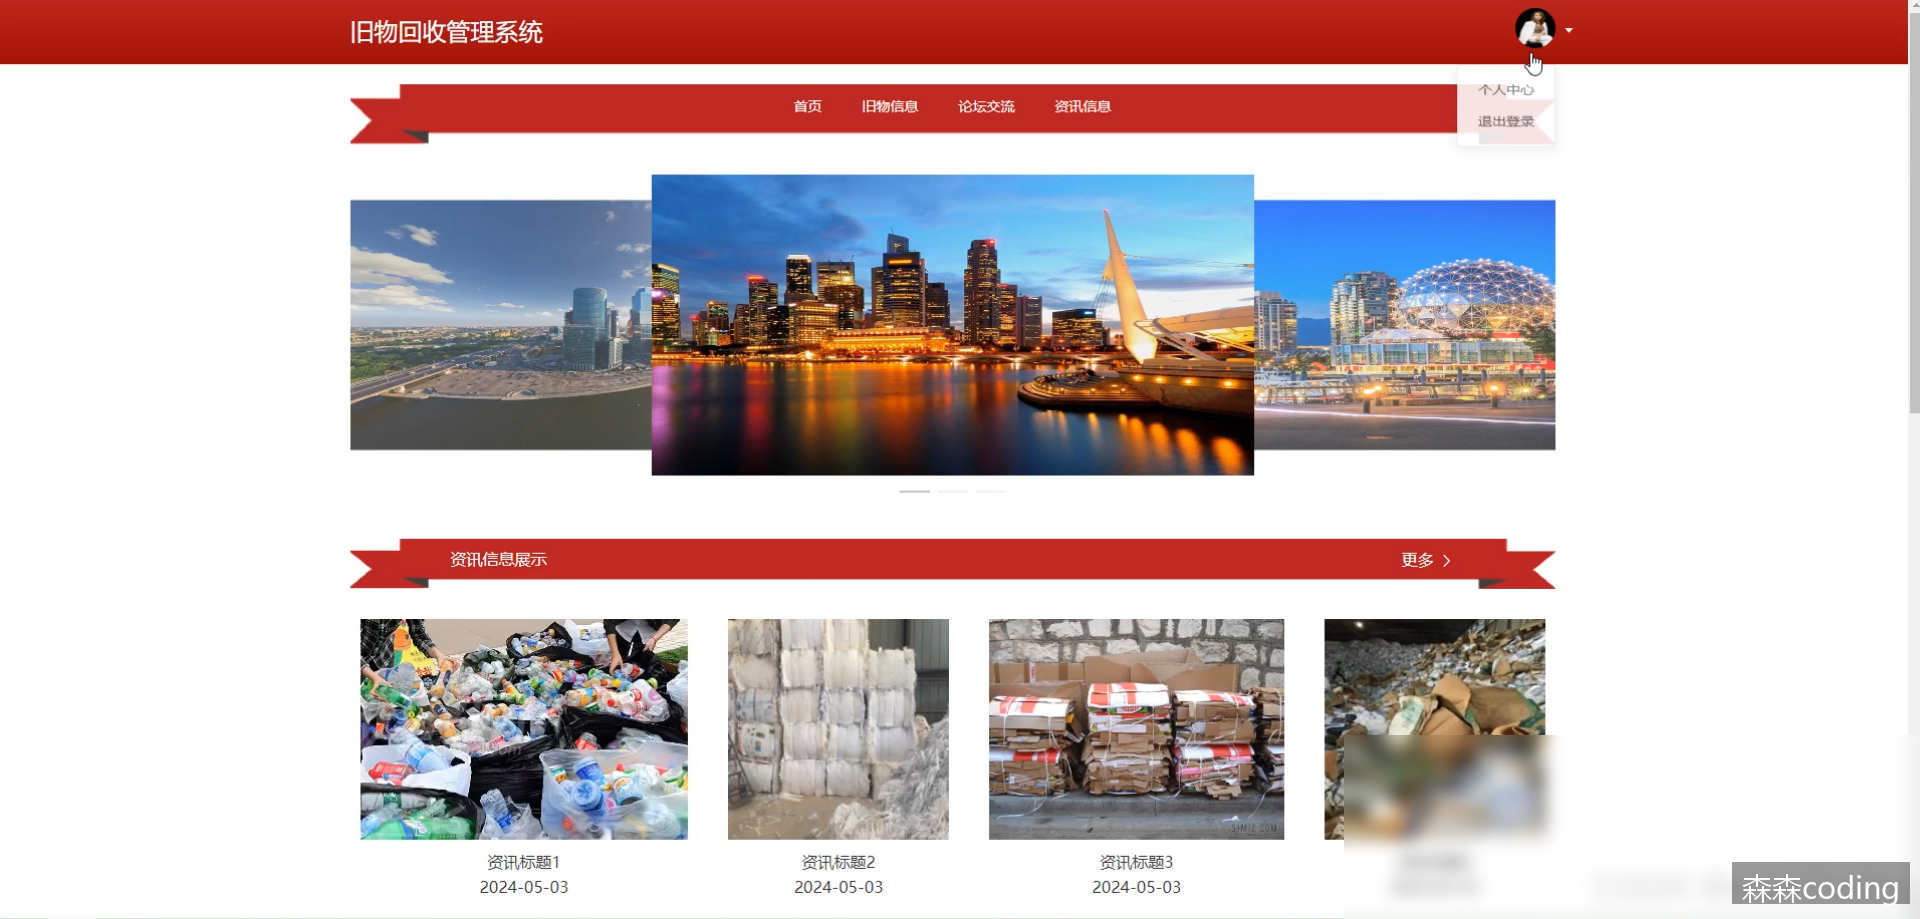 旧物回收管理系统
个人中心
退出登录
首页 旧物信息 论坛交流 资讯信息
资讯信息展示 更多
资讯标题1 资讯标题2 资讯标题3
2024-05-03 2024-05-03 2024-05-03
森森coding